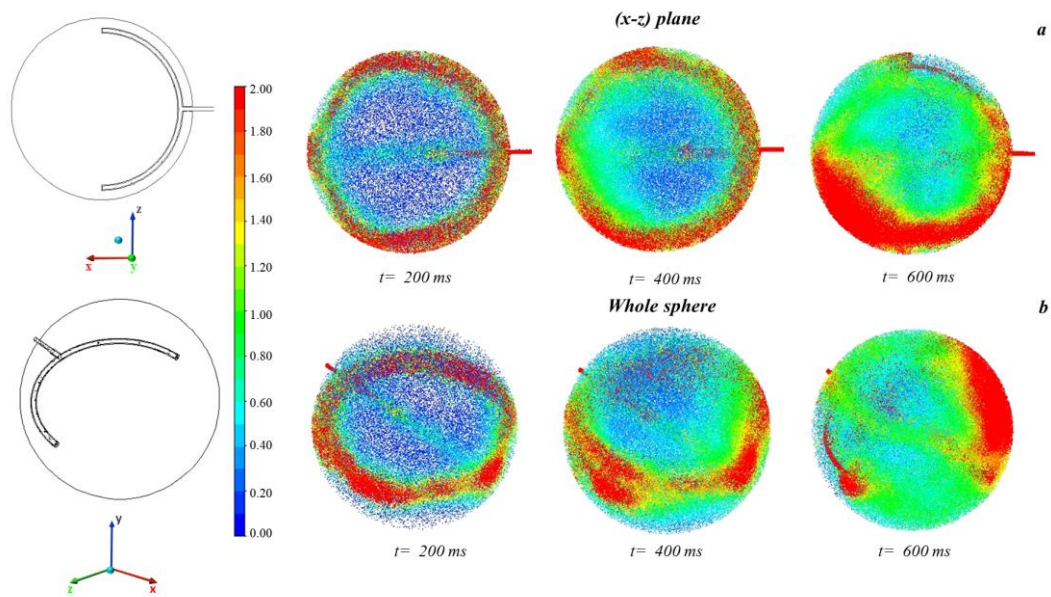 (x-z) plane
a
z
x
y
2.00
1.80
1.60
1.40
1.20
1.00
0.80
0.60
0.40
0.20
0.00
t= 200 ms
t= 400 ms
t= 600 ms
Whole sphere
b
y
z
x
t= 200 ms
t= 400 ms
t= 600 ms